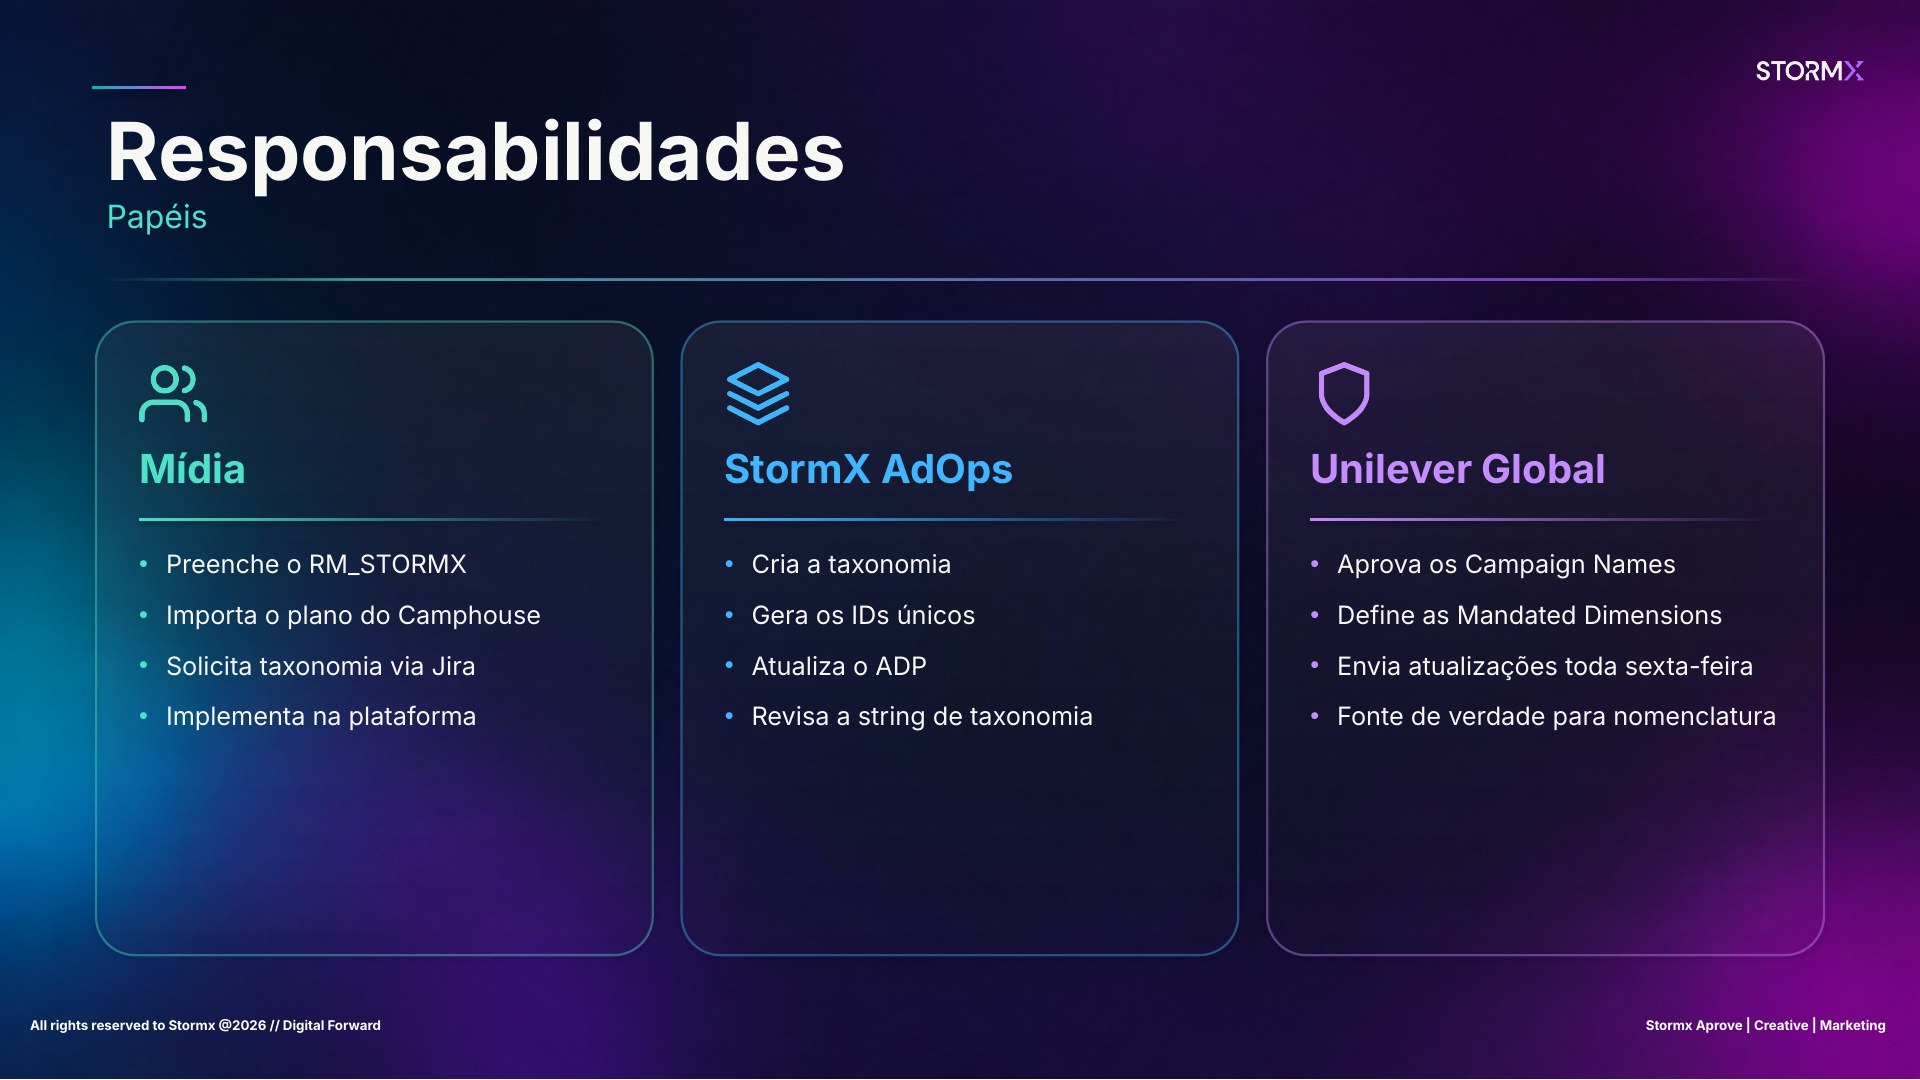 STORMX
Responsabilidades
Papéis
Mídia
• Preenche o RM_STORMX
• Importa o plano do Camphouse
• Solicita taxonomia via Jira
• Implementa na plataforma
StormX AdOps
• Cria a taxonomia
• Gera os IDs únicos
• Atualiza o ADP
• Revisa a string de taxonomia
Unilever Global
• Aprova os Campaign Names
• Define as Mandated Dimensions
• Envia atualizações toda sexta-feira
• Fonte de verdade para nomenclatura
All rights reserved to Stormx @2026 // Digital Forward
Stormx Aprove | Creative | Marketing